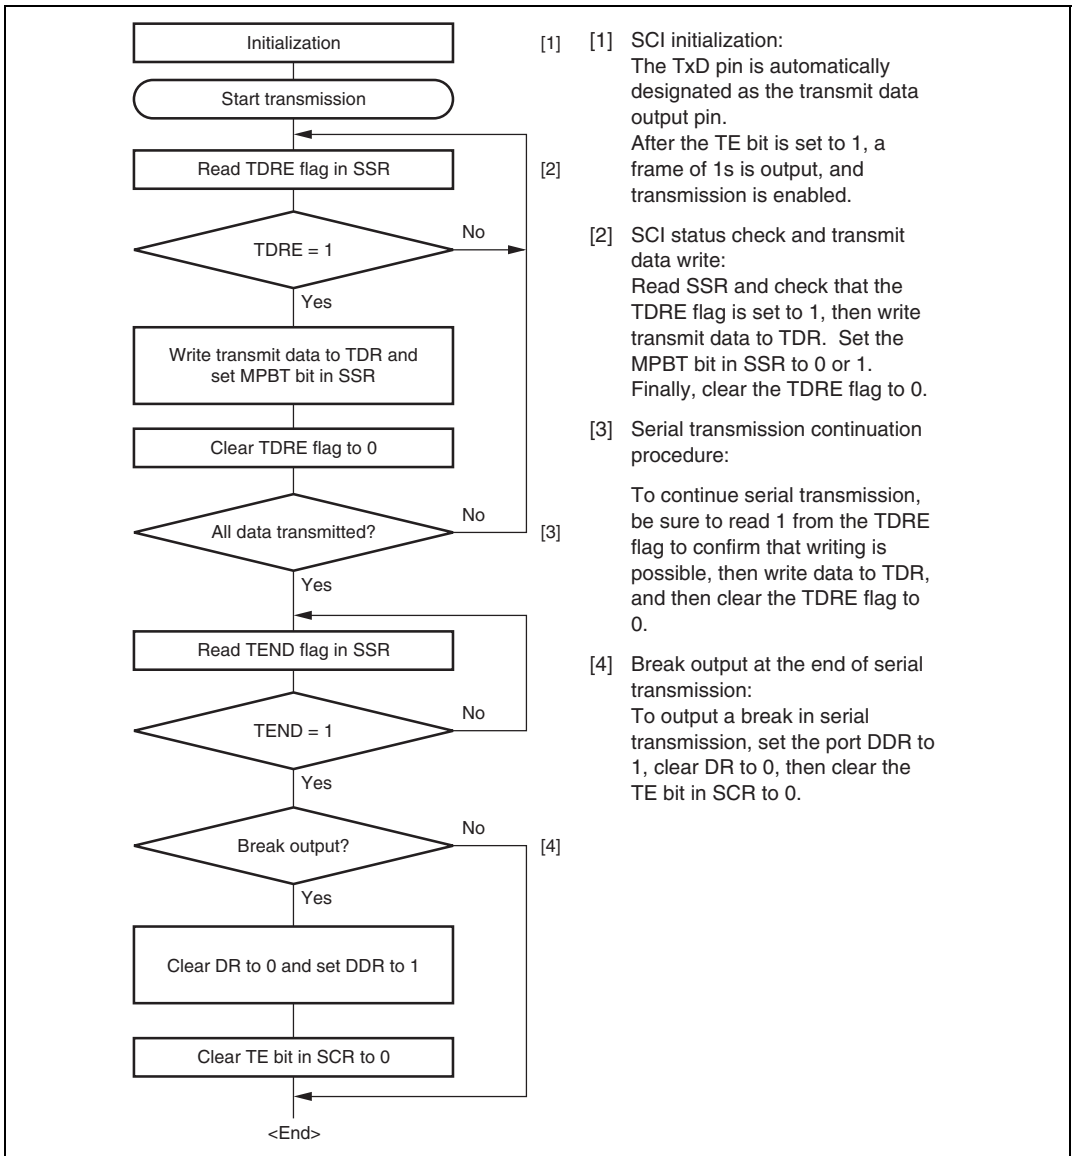 Initialization
[1]
Start transmission
Read TDRE flag in SSR
[2]
TDRE = 1
No
Yes
Write transmit data to TDR and
set MPBT bit in SSR
Clear TDRE flag to 0
All data transmitted?
No
[3]
Yes
Read TEND flag in SSR
TEND = 1
No
Yes
Break output?
No
[4]
Yes
Clear DR to 0 and set DDR to 1
Clear TE bit in SCR to 0
<End>
[1] SCI initialization:
The TxD pin is automatically
designated as the transmit data
output pin.
After the TE bit is set to 1, a
frame of 1s is output, and
transmission is enabled.
[2] SCI status check and transmit
data write:
Read SSR and check that the
TDRE flag is set to 1, then write
transmit data to TDR. Set the
MPBT bit in SSR to 0 or 1.
Finally, clear the TDRE flag to 0.
[3] Serial transmission continuation
procedure:
To continue serial transmission,
be sure to read 1 from the TDRE
flag to confirm that writing is
possible, then write data to TDR,
and then clear the TDRE flag to
0.
[4] Break output at the end of serial
transmission:
To output a break in serial
transmission, set the port DDR to
1, clear DR to 0, then clear the
TE bit in SCR to 0.